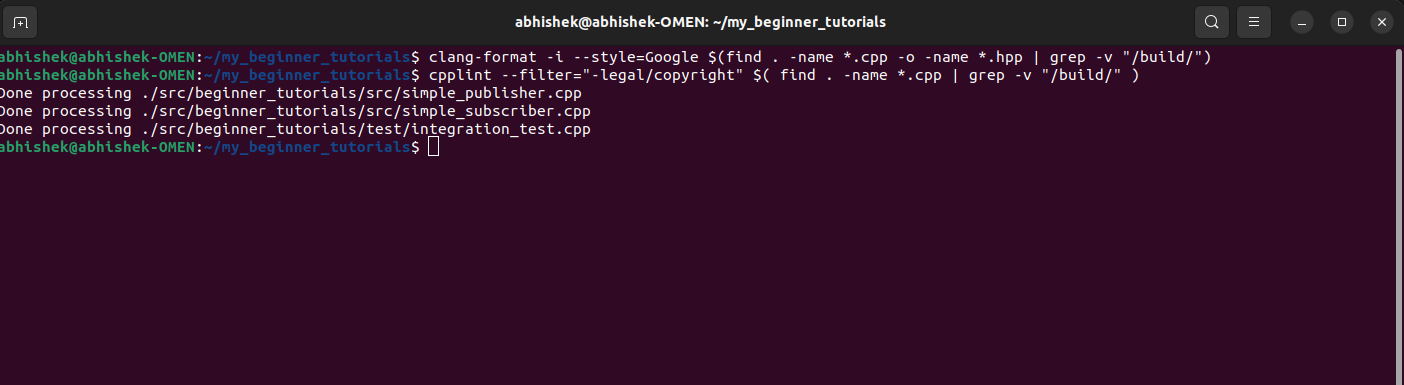 abhishek@abhishek-OMEN: ~/my_beginner_tutorials
abhishek@abhishek-OMEN:~/my_beginner_tutorials$ clang-format -i --style=Google $(find . -name *.cpp -o -name *.hpp | grep -v "/build/")
abhishek@abhishek-OMEN:~/my_beginner_tutorials$ cpplint --filter="-legal/copyright" $( find . -name *.cpp | grep -v "/build/" )
Done processing ./src/beginner_tutorials/src/simple_publisher.cpp
Done processing ./src/beginner_tutorials/src/simple_subscriber.cpp
Done processing ./src/beginner_tutorials/test/integration_test.cpp
abhishek@abhishek-OMEN:~/my_beginner_tutorials$